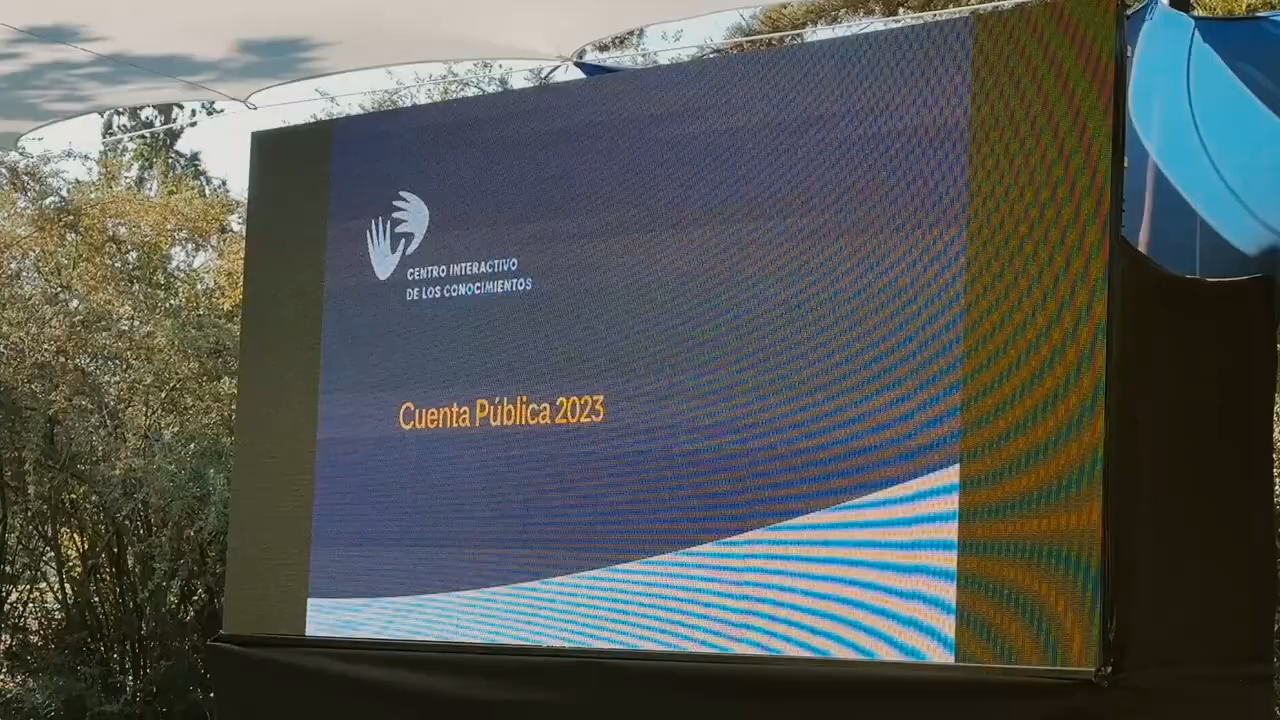 CENTRO INTERACTIVO
DE LOS CONOCIMIENTOS
Cuenta Pública 2023